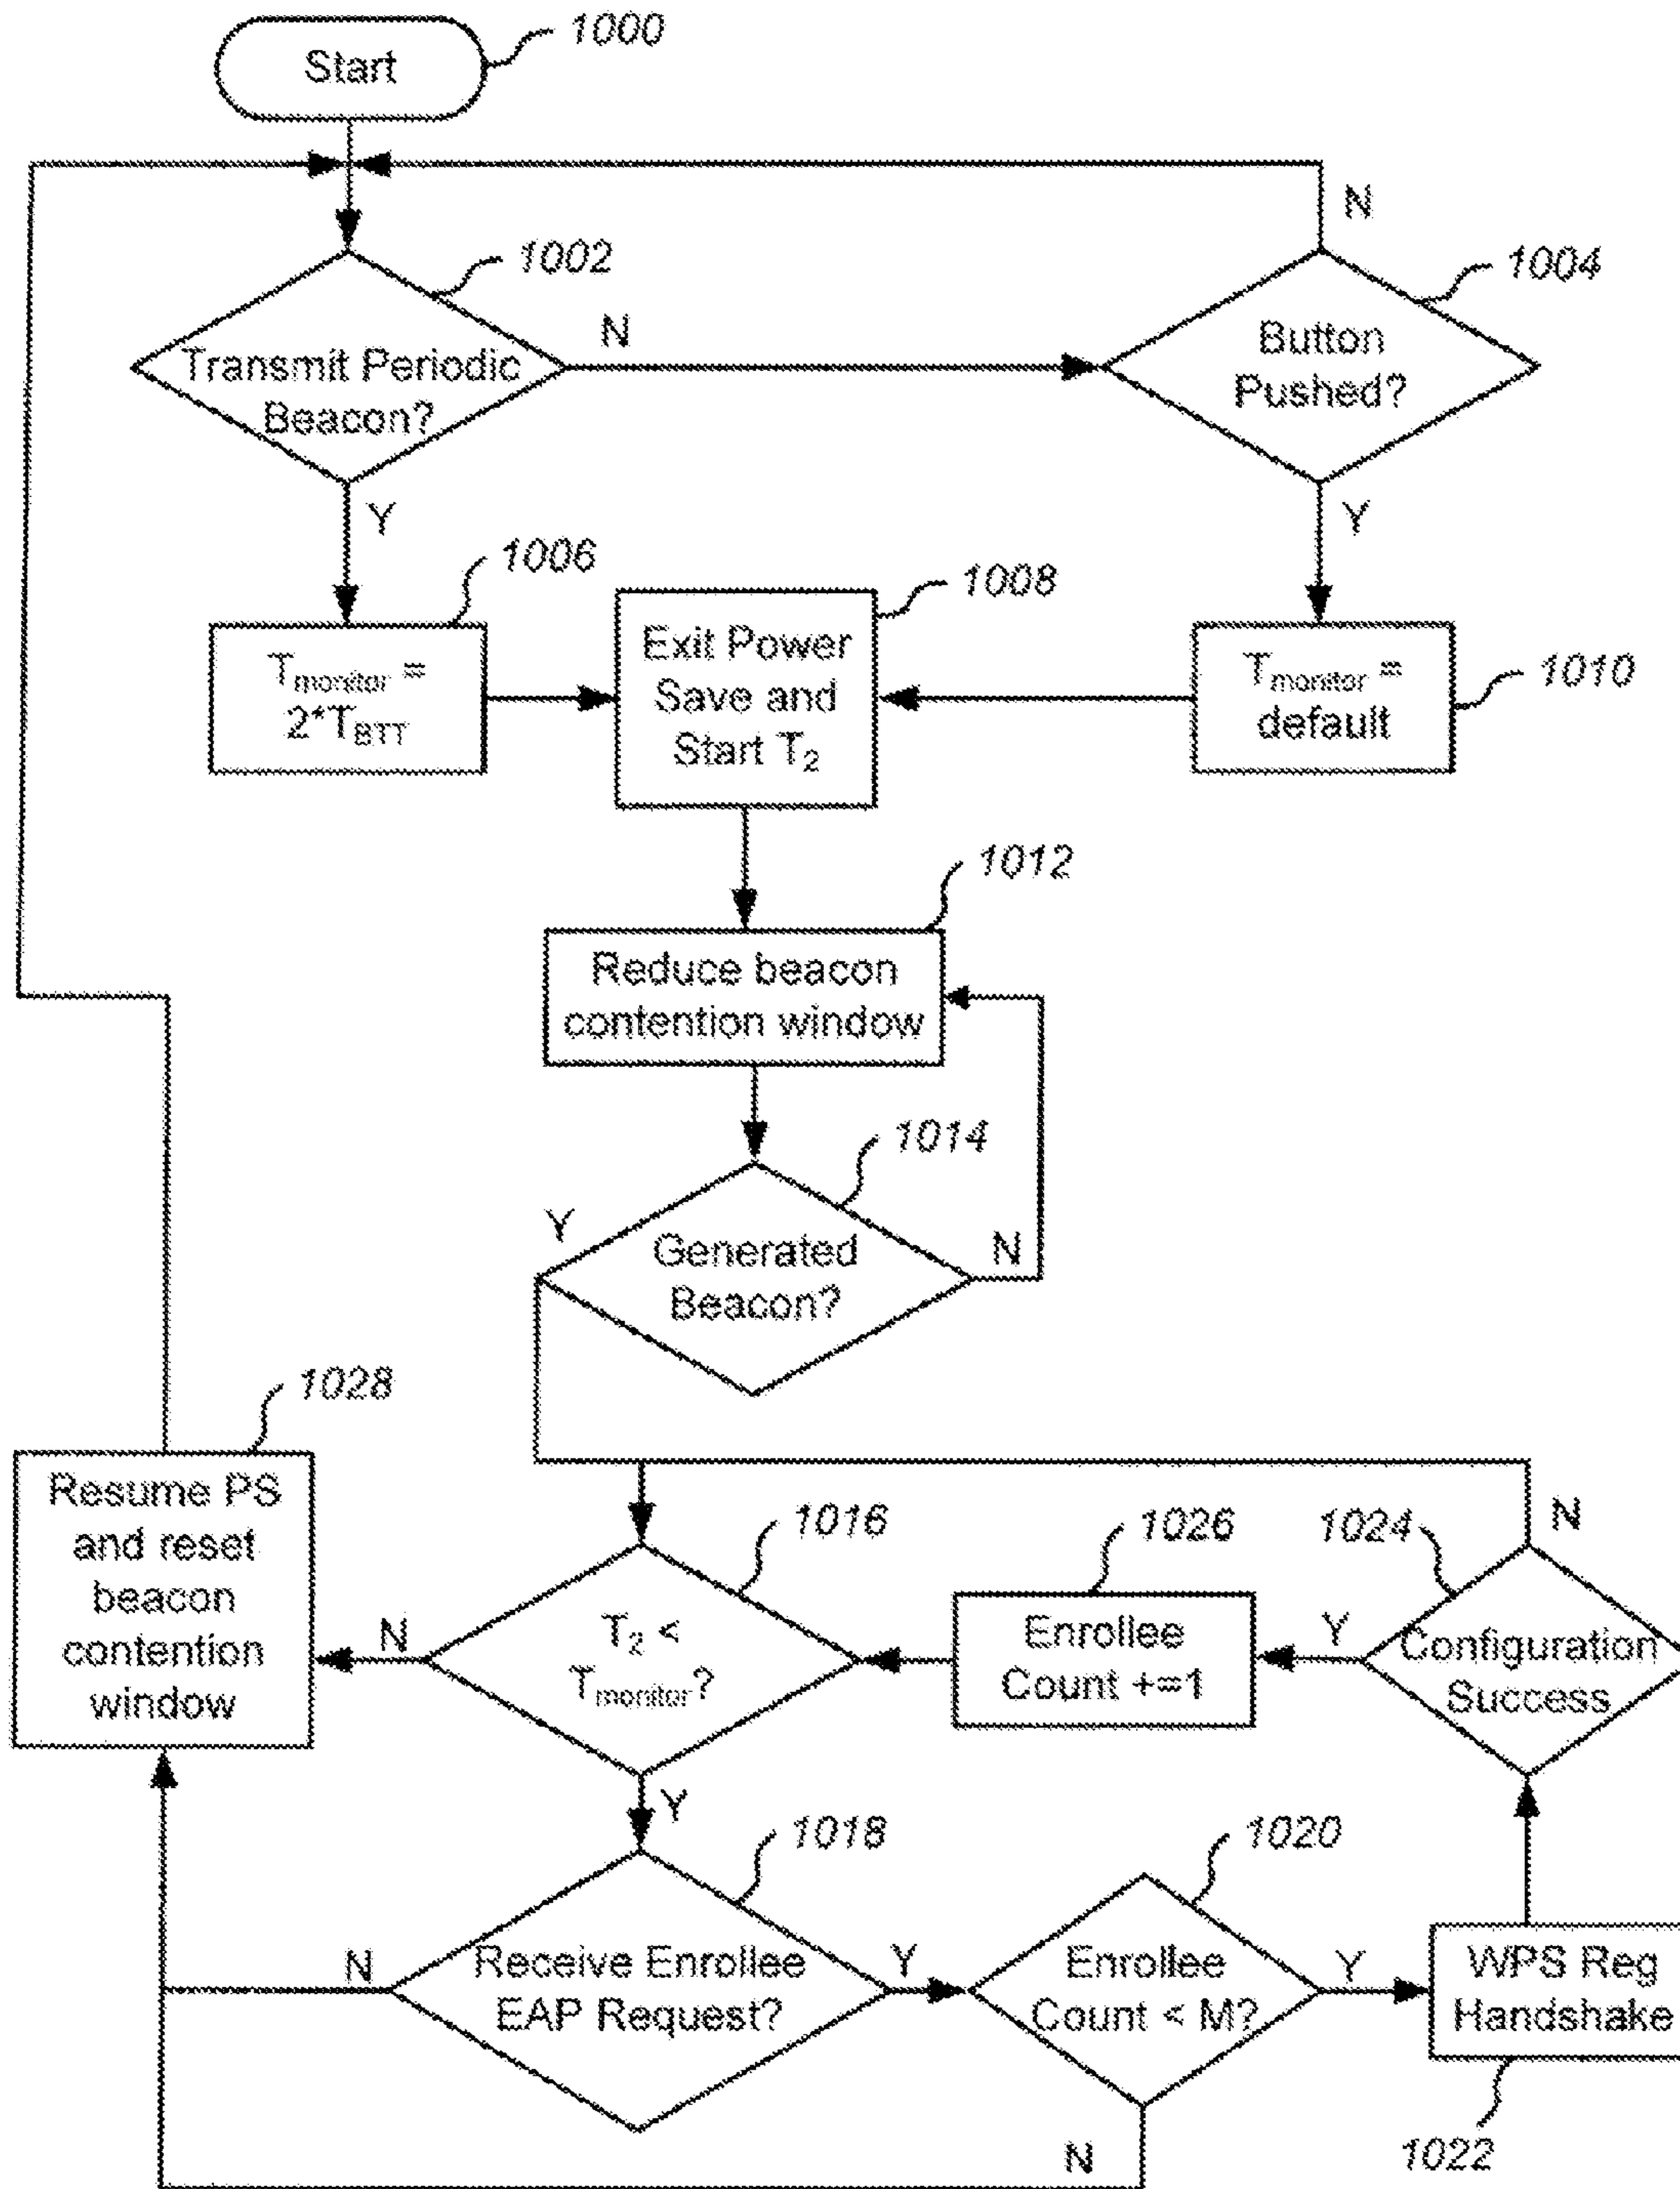 Start
1000
1002
Transmit Periodic
Beacon?
N
Y
1004
Button
Pushed?
N
Y
1006
Tmonitor =
2*TBTT
1008
Exit Power
Save and
Start T2
1010
Tmonitor =
default
1012
Reduce beacon
contention window
1014
Generated
Beacon?
Y
N
1028
Resume PS
and reset
beacon
contention
window
1016
T2 <
Tmonitor?
N
Y
1026
Enrollee
Count +=1
1024
Configuration
Success
Y
N
1018
Receive Enrollee
EAP Request?
N
Y
1020
Enrollee
Count < M?
Y
N
WPS Reg
Handshake
1022